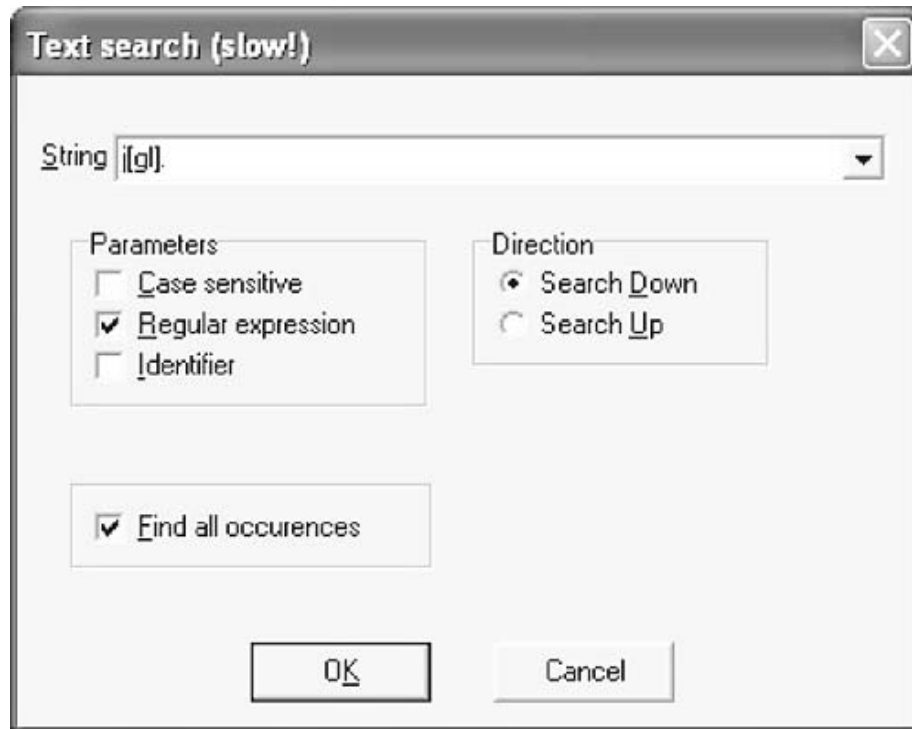 Text search (slow!)
String j[gl].
Parameters
Case sensitive
Regular expression
Identifier
Direction
Search Down
Search Up
Find all occurences
OK
Cancel